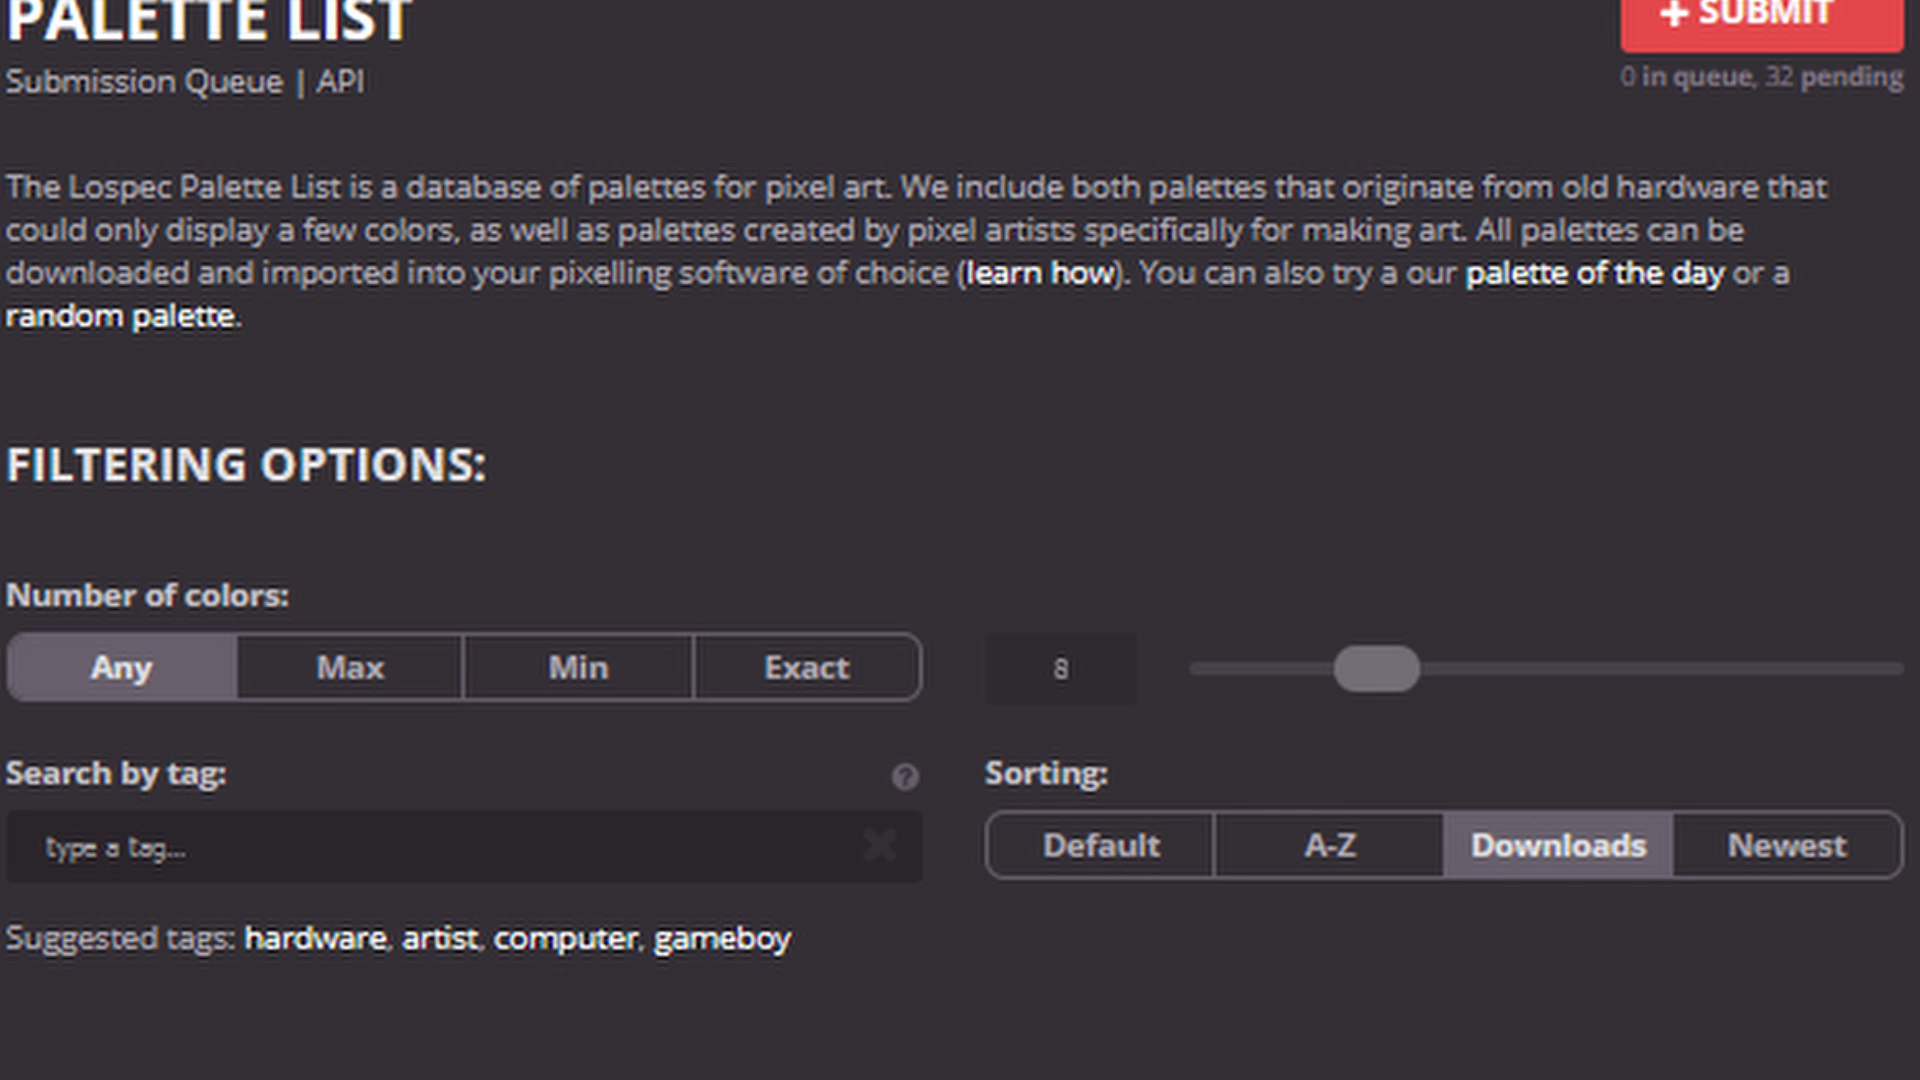 PALETTE LIST
+ SUBMIT
Submission Queue | API
0 in queue, 32 pending
The Lospec Palette List is a database of palettes for pixel art. We include both palettes that originate from old hardware that
could only display a few colors, as well as palettes created by pixel artists specifically for making art. All palettes can be
downloaded and imported into your pixelling software of choice (learn how). You can also try a our palette of the day or a
random palette.
FILTERING OPTIONS:
Number of colors:
Any Max Min Exact 8
Search by tag: ? Sorting:
type a tag... Default A-Z Downloads Newest
Suggested tags: hardware, artist, computer, gameboy